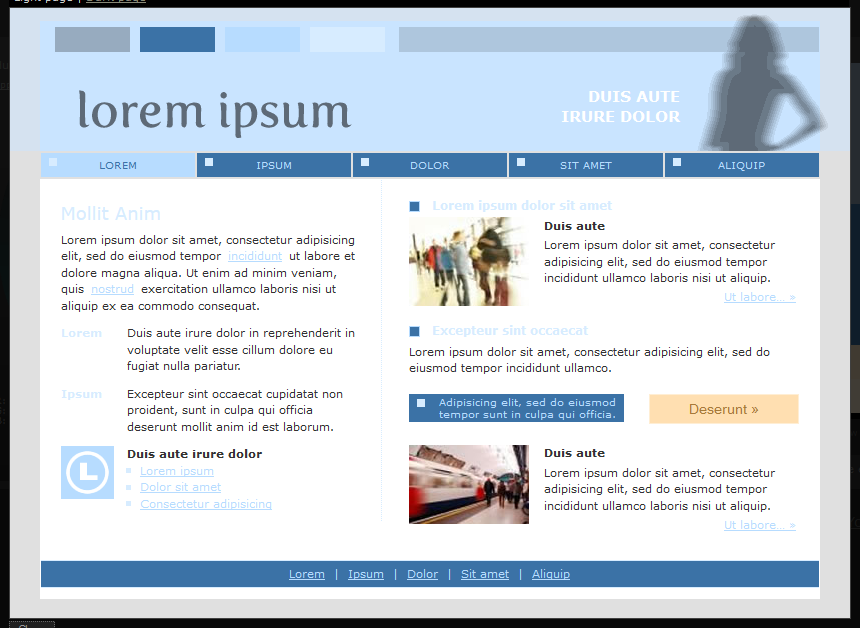 Light page | Dark page
lorem ipsum
DUIS AUTE
IRURE DOLOR
LOREM
IPSUM
DOLOR
SIT AMET
ALIQUIP
Mollit Anim
Lorem ipsum dolor sit amet, consectetur adipisicing
elit, sed do eiusmod tempor incididunt ut labore et
dolore magna aliqua. Ut enim ad minim veniam,
quis nostrud exercitation ullamco laboris nisi ut
aliquip ex ea commodo consequat.
Lorem
Duis aute irure dolor in reprehenderit in
voluptate velit esse cillum dolore eu
fugiat nulla pariatur.
Ipsum
Excepteur sint occaecat cupidatat non
proident, sunt in culpa qui officia
deserunt mollit anim id est laborum.
L
Duis aute irure dolor
Lorem ipsum
Dolor sit amet
Consectetur adipisicing
Lorem ipsum dolor sit amet
Duis aute
Lorem ipsum dolor sit amet, consectetur
adipisicing elit, sed do eiusmod tempor
incididunt ullamco laboris nisi ut aliquip.
Ut labore... »
Excepteur sint occaecat
Lorem ipsum dolor sit amet, consectetur adipisicing elit, sed do
eiusmod tempor incididunt ullamco.
Adipisicing elit, sed do eiusmod
tempor sunt in culpa qui officia.
Deserunt »
Duis aute
Lorem ipsum dolor sit amet, consectetur
adipisicing elit, sed do eiusmod tempor
incididunt ullamco laboris nisi ut aliquip.
Ut labore... »
Lorem | Ipsum | Dolor | Sit amet | Aliquip